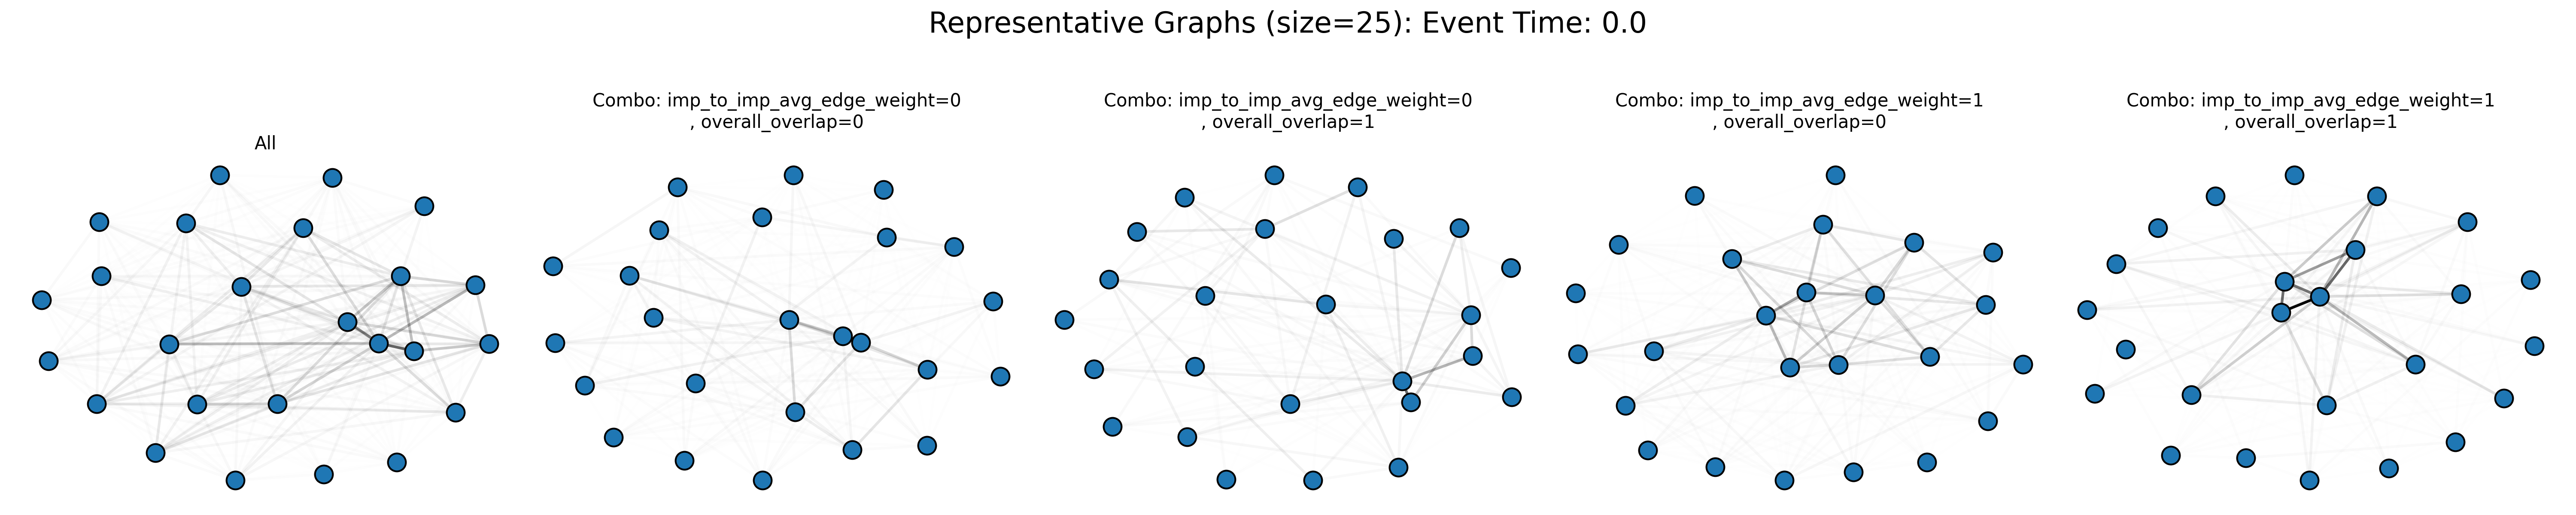 Representative Graphs (size=25): Event Time: 0.0
All
Combo: imp_to_imp_avg_edge_weight=0
, overall_overlap=0
Combo: imp_to_imp_avg_edge_weight=0
, overall_overlap=1
Combo: imp_to_imp_avg_edge_weight=1
, overall_overlap=0
Combo: imp_to_imp_avg_edge_weight=1
, overall_overlap=1